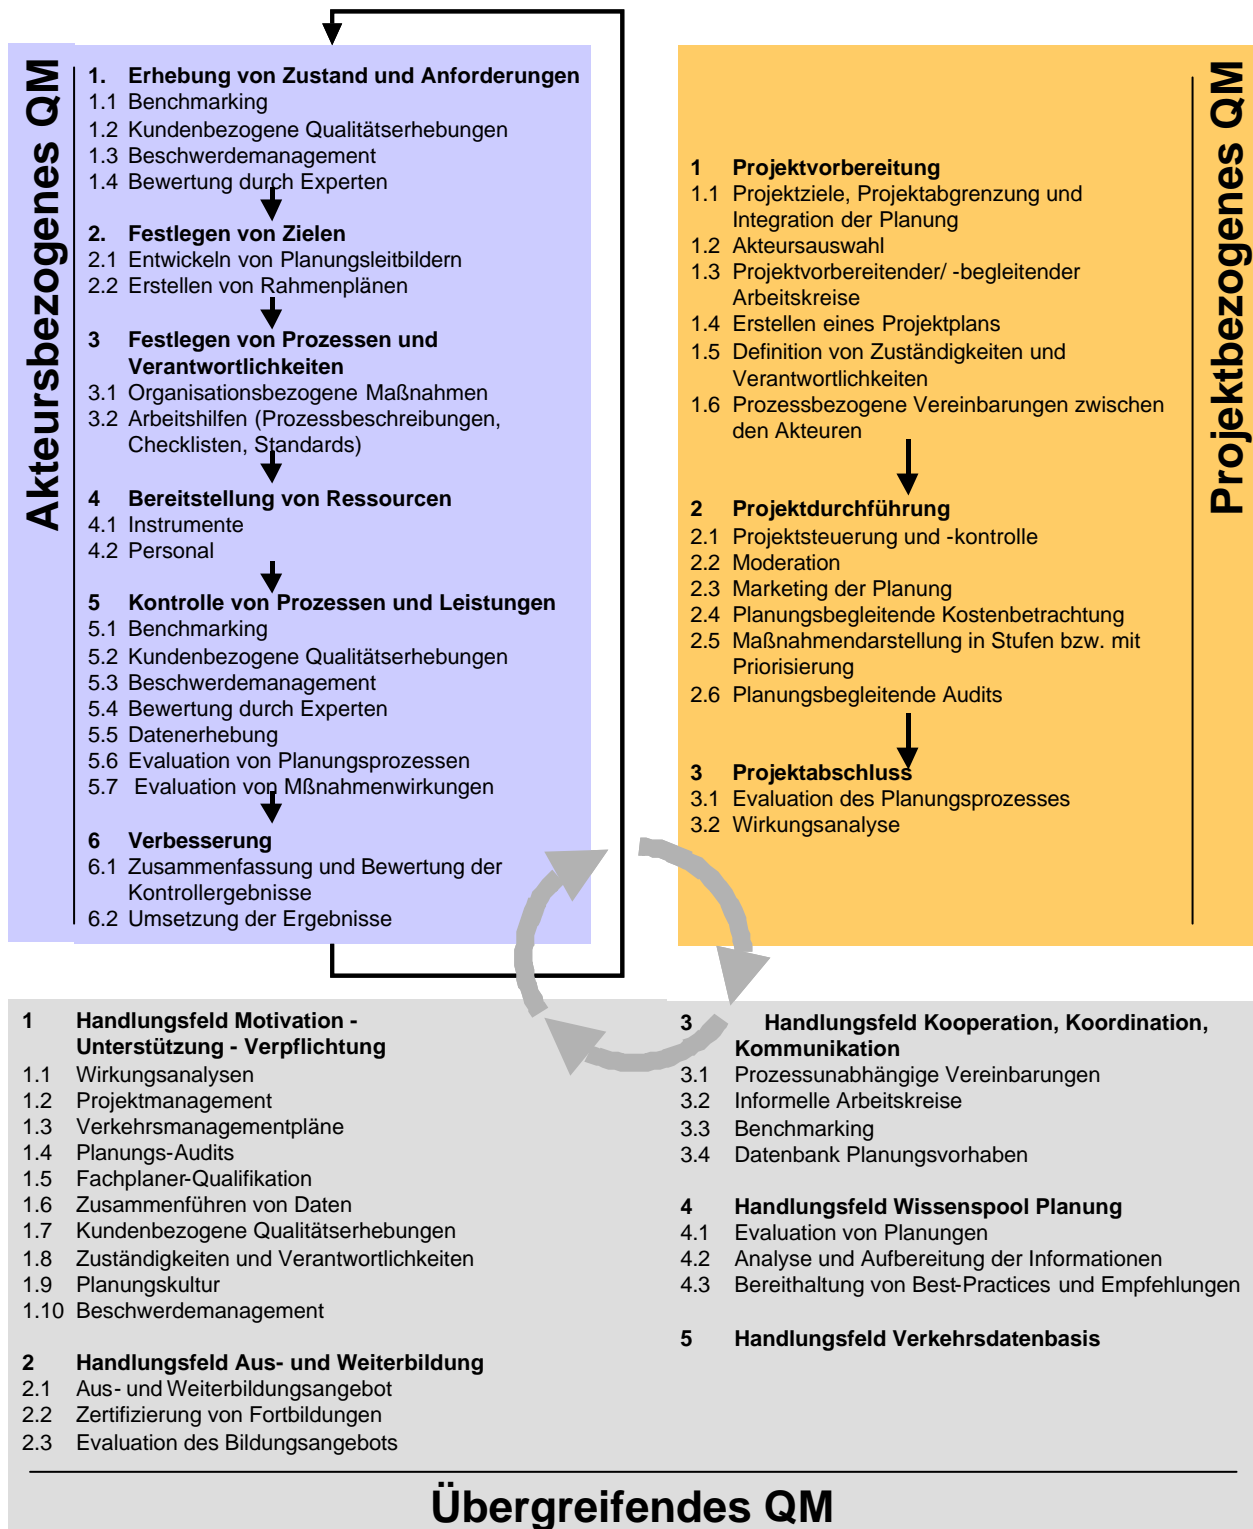 Akteursbezogenes QM
1. Erhebung von Zustand und Anforderungen
1.1 Benchmarking
1.2 Kundenbezogene Qualitätserhebungen
1.3 Beschwerdemanagement
1.4 Bewertung durch Experten
2. Festlegen von Zielen
2.1 Entwickeln von Planungsleitbildern
2.2 Erstellen von Rahmenplänen
3 Festlegen von Prozessen und
Verantwortlichkeiten
3.1 Organisationsbezogene Maßnahmen
3.2 Arbeitshilfen (Prozessbeschreibungen,
Checklisten, Standards)
4 Bereitstellung von Ressourcen
4.1 Instrumente
4.2 Personal
5 Kontrolle von Prozessen und Leistungen
5.1 Benchmarking
5.2 Kundenbezogene Qualitätserhebungen
5.3 Beschwerdemanagement
5.4 Bewertung durch Experten
5.5 Datenerhebung
5.6 Evaluation von Planungsprozessen
5.7 Evaluation von Mßnahmenwirkungen
6 Verbesserung
6.1 Zusammenfassung und Bewertung der
Kontrollergebnisse
6.2 Umsetzung der Ergebnisse
Projektbezogenes QM
1 Projektvorbereitung
1.1 Projektziele, Projektabgrenzung und
Integration der Planung
1.2 Akteursauswahl
1.3 Projektvorbereitender/ -begleitender
Arbeitskreise
1.4 Erstellen eines Projektplans
1.5 Definition von Zuständigkeiten und
Verantwortlichkeiten
1.6 Prozessbezogene Vereinbarungen zwischen
den Akteuren
2 Projektdurchführung
2.1 Projektsteuerung und -kontrolle
2.2 Moderation
2.3 Marketing der Planung
2.4 Planungsbegleitende Kostenbetrachtung
2.5 Maßnahmendarstellung in Stufen bzw. mit
Priorisierung
2.6 Planungsbegleitende Audits
3 Projektabschluss
3.1 Evaluation des Planungsprozesses
3.2 Wirkungsanalyse
1 Handlungsfeld Motivation -
Unterstützung - Verpflichtung
1.1 Wirkungsanalysen
1.2 Projektmanagement
1.3 Verkehrsmanagementpläne
1.4 Planungs-Audits
1.5 Fachplaner-Qualifikation
1.6 Zusammenführen von Daten
1.7 Kundenbezogene Qualitätserhebungen
1.8 Zuständigkeiten und Verantwortlichkeiten
1.9 Planungskultur
1.10 Beschwerdemanagement
2 Handlungsfeld Aus- und Weiterbildung
2.1 Aus- und Weiterbildungsangebot
2.2 Zertifizierung von Fortbildungen
2.3 Evaluation des Bildungsangebots
3 Handlungsfeld Kooperation, Koordination,
Kommunikation
3.1 Prozessunabhängige Vereinbarungen
3.2 Informelle Arbeitskreise
3.3 Benchmarking
3.4 Datenbank Planungsvorhaben
4 Handlungsfeld Wissenspool Planung
4.1 Evaluation von Planungen
4.2 Analyse und Aufbereitung der Informationen
4.3 Bereithaltung von Best-Practices und Empfehlungen
5 Handlungsfeld Verkehrsdatenbasis
Übergreifendes QM